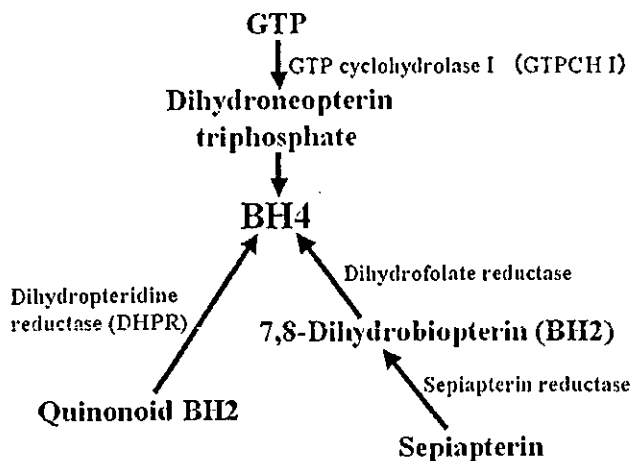 GTP
GTP cyclohydrolase I (GTPCH I)
Dihydroneopterin
triphosphate
BH4
Dihydropteridine
reductase (DHPR)
Dihydrofolate reductase
7,8-Dihydrobiopterin (BH2)
Sepiapterin reductase
Quinonoid BH2
Sepiapterin